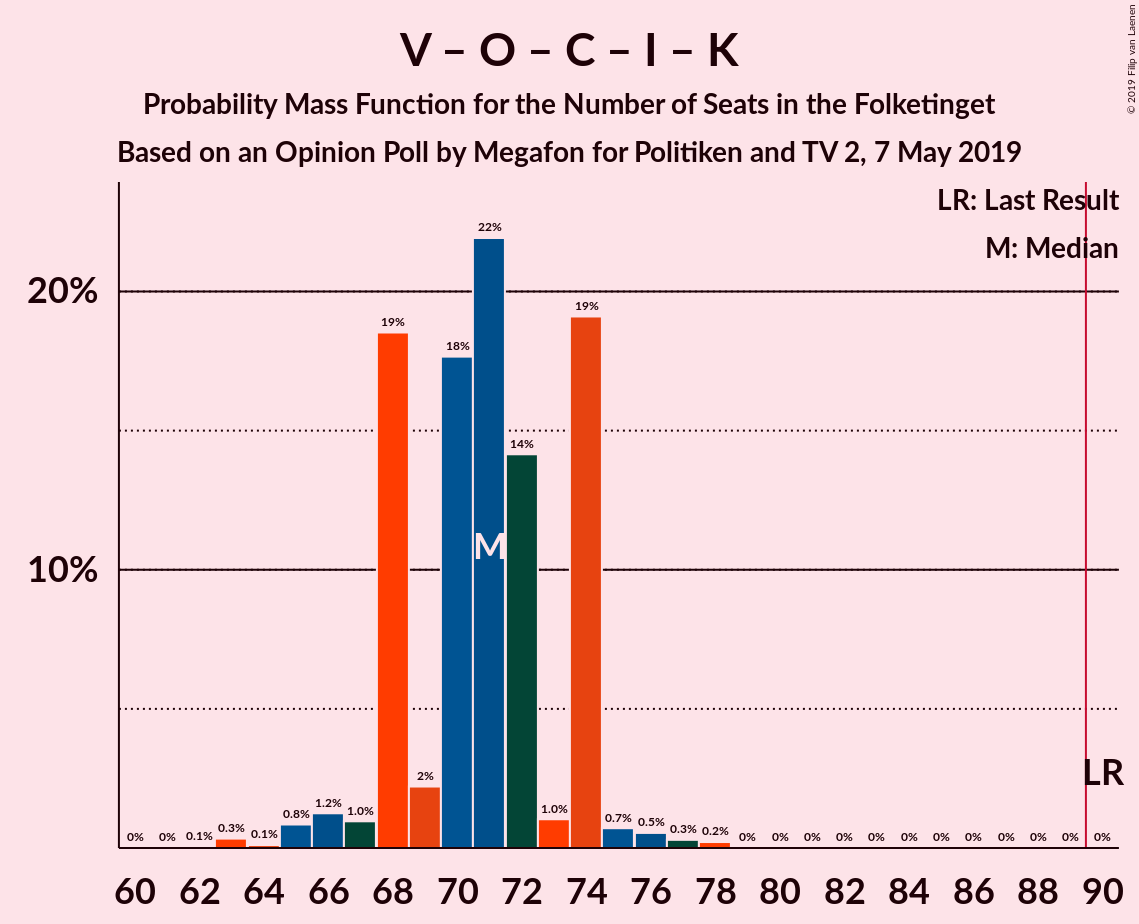 V – O – C – I – K
Probability Mass Function for the Number of Seats in the Folketinget
Based on an Opinion Poll by Megafon for Politiken and TV 2, 7 May 2019
© 2019 Filip van Laenen
LR: Last Result
M: Median
20%
10%
0% 0% 0.1% 0.3% 0.1% 0.8% 1.2% 1.0% 19% 2% 18% 22% 14% 1.0% 19% 0.7% 0.5% 0.3% 0.2% 0% 0% 0% 0% 0% 0% 0% 0% 0% 0% 0% 0%
M
LR
60 62 64 66 68 70 72 74 76 78 80 82 84 86 88 90